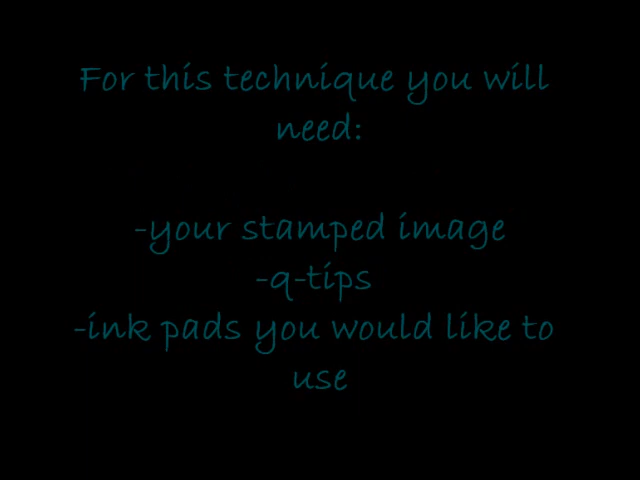 For this technique you will
need:
-your stamped image
-q-tips
-ink pads you would like to
use